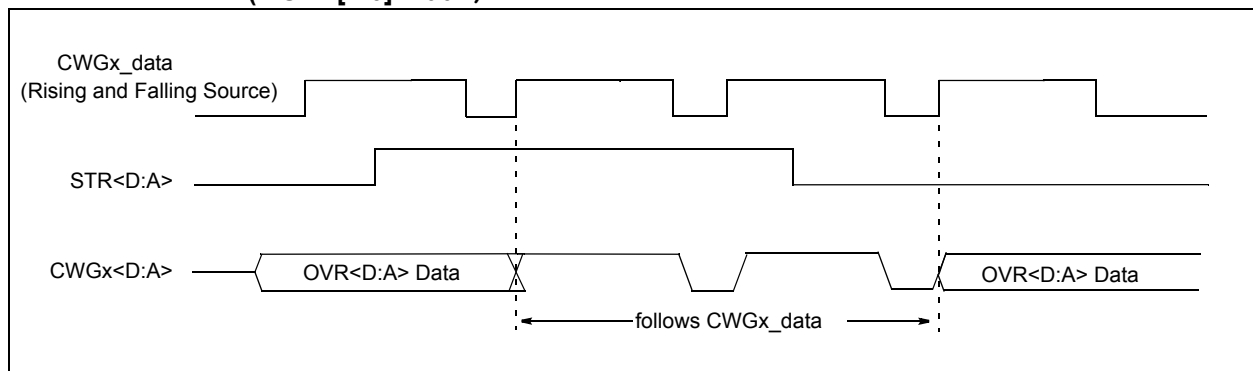 CWGx_data
(Rising and Falling Source)
STR<D:A>
CWGx<D:A>
OVR<D:A> Data
OVR<D:A> Data
follows CWGx_data